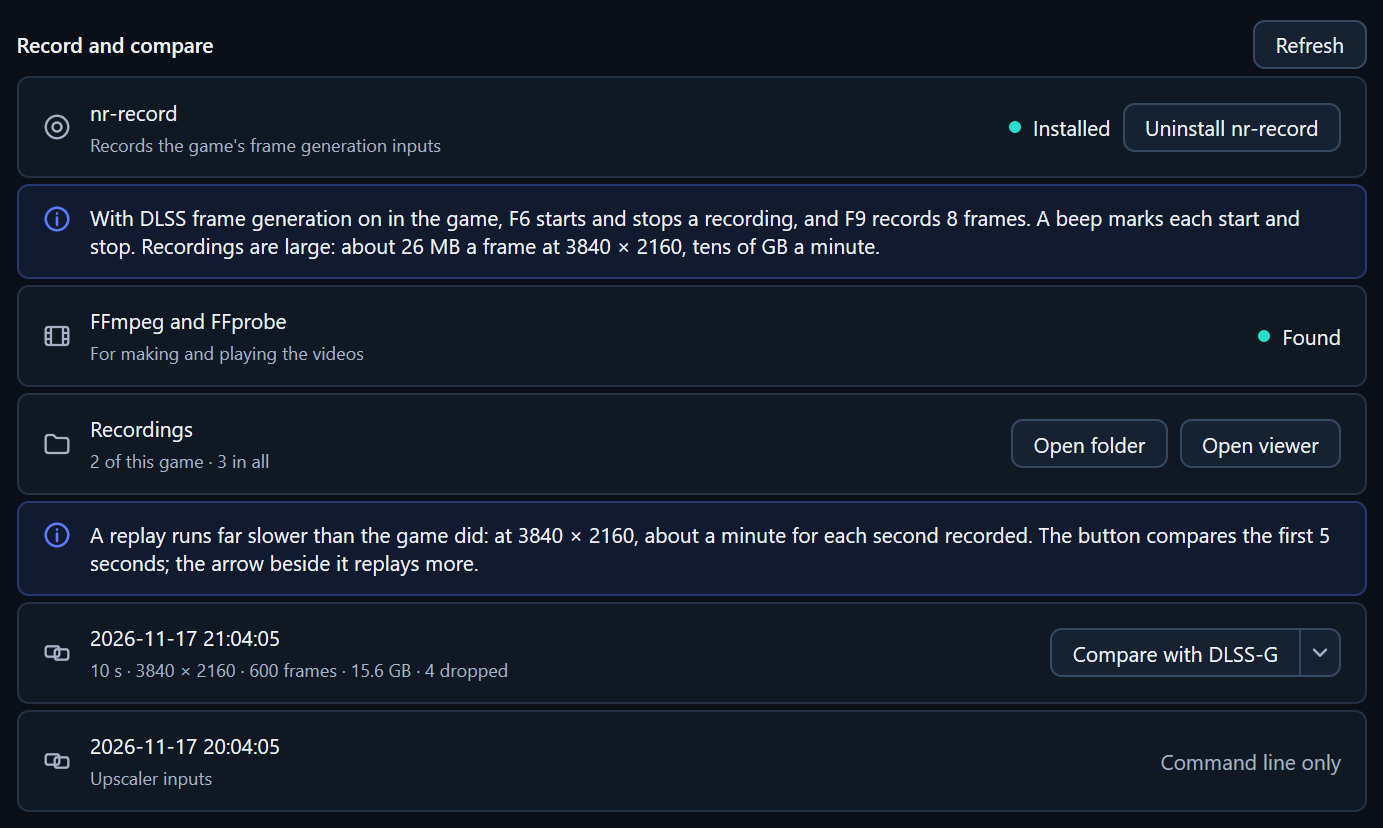 Record and compare
Refresh
nr-record
Records the game's frame generation inputs
Installed
Uninstall nr-record
With DLSS frame generation on in the game, F6 starts and stops a recording, and F9 records 8 frames. A beep marks each start and
stop. Recordings are large: about 26 MB a frame at 3840 × 2160, tens of GB a minute.
FFmpeg and FFprobe
For making and playing the videos
Found
Recordings
2 of this game · 3 in all
Open folder
Open viewer
A replay runs far slower than the game did: at 3840 × 2160, about a minute for each second recorded. The button compares the first 5
seconds; the arrow beside it replays more.
2026-11-17 21:04:05
10 s · 3840 × 2160 · 600 frames · 15.6 GB · 4 dropped
Compare with DLSS-G
2026-11-17 20:04:05
Upscaler inputs
Command line only